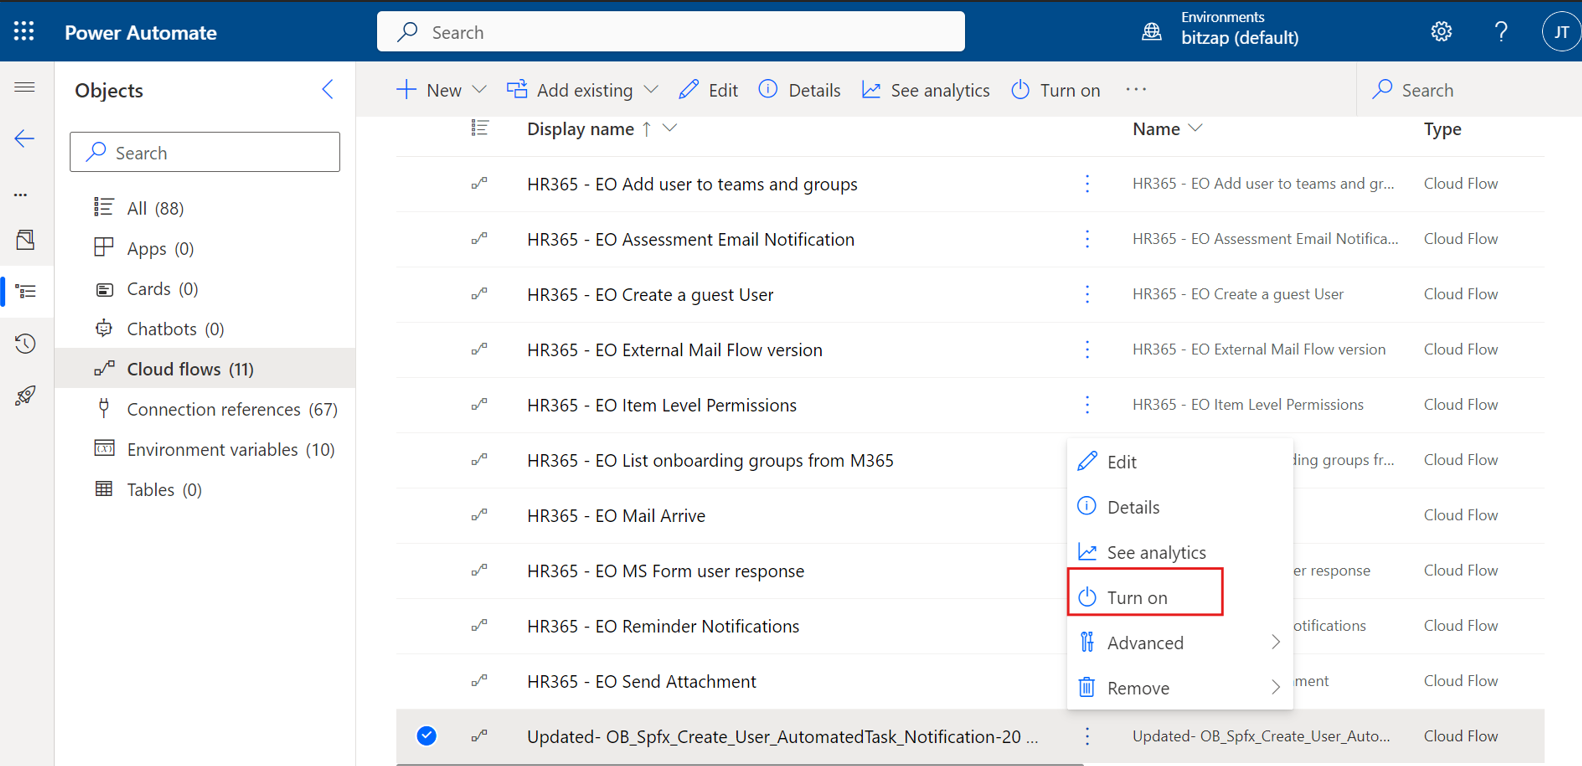 Power Automate
Search
Environments
bitzap (default)
JT
Objects
New
Add existing
Edit
Details
See analytics
Turn on
Search
Search
All (88)
Apps (0)
Cards (0)
Chatbots (0)
Cloud flows (11)
Connection references (67)
Environment variables (10)
Tables (0)
Display name ↑
Name
Type
HR365 - EO Add user to teams and groups
HR365 - EO Add user to teams and gr...
Cloud Flow
HR365 - EO Assessment Email Notification
HR365 - EO Assessment Email Notifica...
Cloud Flow
HR365 - EO Create a guest User
HR365 - EO Create a guest User
Cloud Flow
HR365 - EO External Mail Flow version
HR365 - EO External Mail Flow version
Cloud Flow
HR365 - EO Item Level Permissions
HR365 - EO Item Level Permissions
Cloud Flow
HR365 - EO List onboarding groups from M365
ding groups fr...
Cloud Flow
HR365 - EO Mail Arrive
Cloud Flow
HR365 - EO MS Form user response
er response
Cloud Flow
HR365 - EO Reminder Notifications
otifications
Cloud Flow
HR365 - EO Send Attachment
ment
Cloud Flow
Updated- OB_Spfx_Create_User_AutomatedTask_Notification-20 ...
Updated- OB_Spfx_Create_User_Auto...
Cloud Flow
Edit
Details
See analytics
Turn on
Advanced
Remove